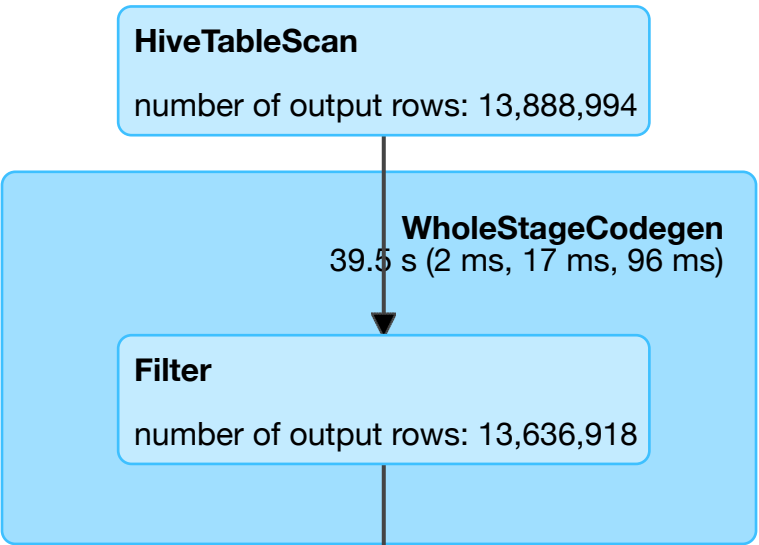 HiveTableScan
number of output rows: 13,888,994
WholeStageCodegen
39.5 s (2 ms, 17 ms, 96 ms)
Filter
number of output rows: 13,636,918